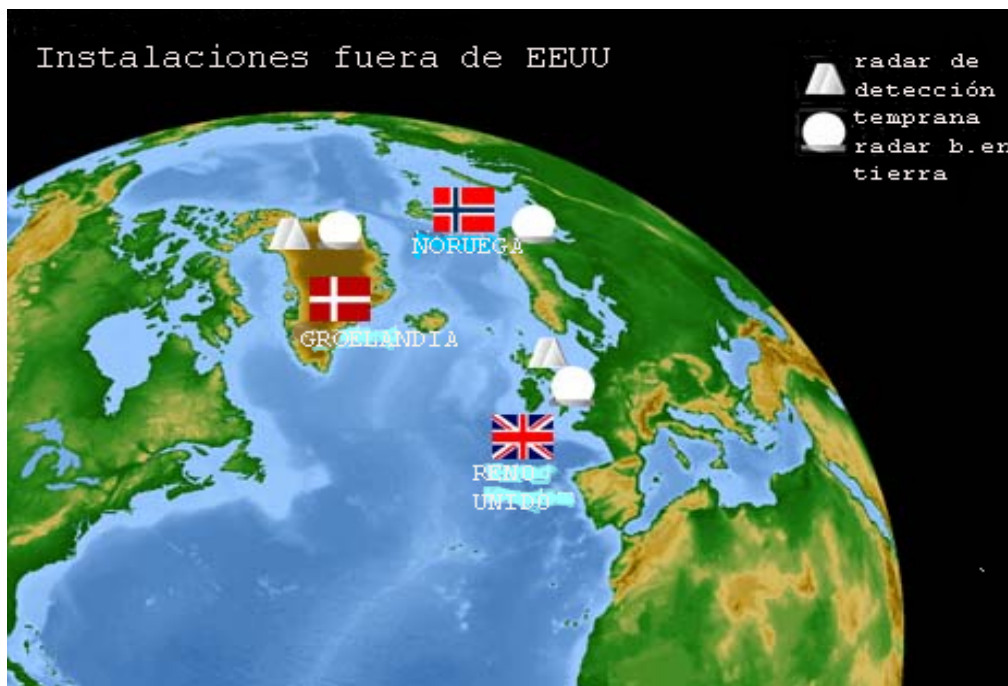 Instalaciones fuera de EEUU
radar de
detección
temprana
radar b.en
tierra
NORUEGA
GROELANDIA
REINO
UNIDO